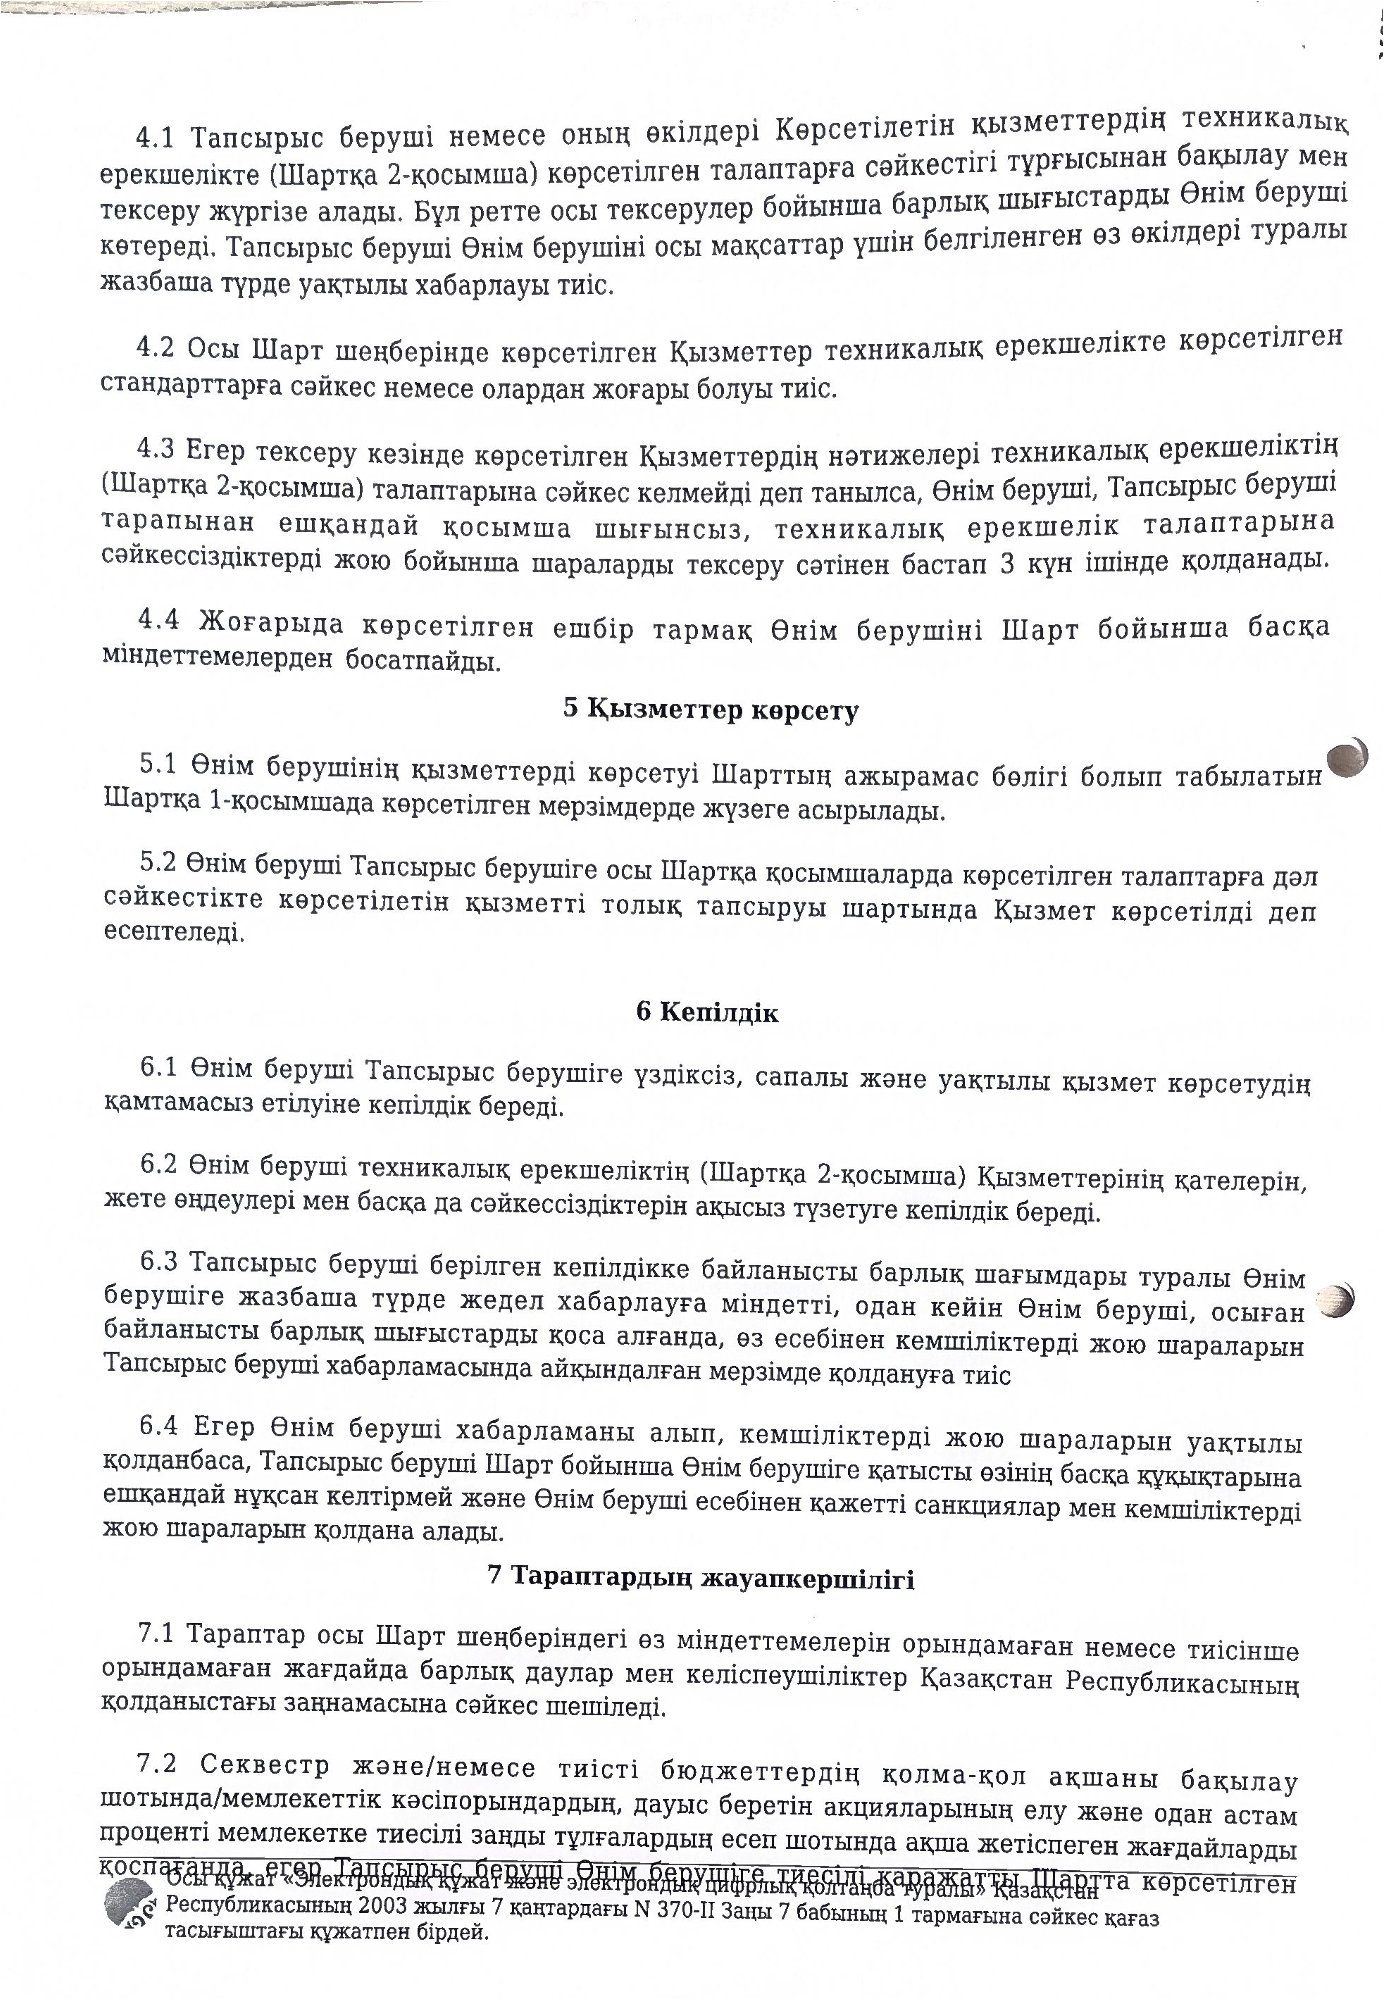 4.1 Тапсырыс беруші немесе оның өкілдері Көрсетілетін қызметтердің техникалық
ерекшелікте (Шартқа 2-қосымша) көрсетілген талаптарға сәйкестігі тұрғысынан бақылау мен
тексеру жүргізе алады. Бұл ретте осы тексерулер бойынша барлық шығыстарды Өнім беруші
көтереді. Тапсырыс беруші Өнім берушіні осы мақсаттар үшін белгіленген өз өкілдері туралы
жазбаша түрде уақтылы хабарлауы тиіс.
4.2 Осы Шарт шеңберінде көрсетілген Қызметтер техникалық ерекшелікте көрсетілген
стандарттарға сәйкес немесе олардан жоғары болуы тиіс.
4.3 Егер тексеру кезінде көрсетілген Қызметтердің нәтижелері техникалық ерекшеліктің
(Шартқа 2-қосымша) талаптарына сәйкес келмейді деп танылса, Өнім беруші, Тапсырыс беруші
тарапынан ешқандай қосымша шығынсыз, техникалық ерекшелік талаптарына
сәйкессіздіктерді жою бойынша шараларды тексеру сәтінен бастап 3 күн ішінде қолданады.
4.4 Жоғарыда көрсетілген ешбір тармақ Өнім берушіні Шарт бойынша басқа
міндеттемелерден босатпайды.
5 Қызметтер көрсету
5.1 Өнім берушінің қызметтерді көрсетуі Шарттың ажырамас бөлігі болып табылатын
Шартқа 1-қосымшада көрсетілген мерзімдерде жүзеге асырылады.
5.2 Өнім беруші Тапсырыс берушіге осы Шартқа қосымшаларда көрсетілген талаптарға дәл
сәйкестікте көрсетілетін қызметті толық тапсыруы шартында Қызмет көрсетілді деп
есептеледі.
6 Кепілдік
6.1 Өнім беруші Тапсырыс берушіге үздіксіз, сапалы және уақтылы қызмет көрсетудің
қамтамасыз етілуіне кепілдік береді.
6.2 Өнім беруші техникалық ерекшеліктің (Шартқа 2-қосымша) Қызметтерінің қателерін,
жете өңдеулері мен басқа да сәйкессіздіктерін ақысыз түзетуге кепілдік береді.
6.3 Тапсырыс беруші берілген кепілдікке байланысты барлық шағымдары туралы Өнім
берушіге жазбаша түрде жедел хабарлауға міндетті, одан кейін Өнім беруші, осыған
байланысты барлық шығыстарды қоса алғанда, өз есебінен кемшіліктерді жою шараларын
Тапсырыс беруші хабарламасында айқындалған мерзімде қолдануға тиіс
6.4 Егер Өнім беруші хабарламаны алып, кемшіліктерді жою шараларын уақтылы
қолданбаса, Тапсырыс беруші Шарт бойынша Өнім берушіге қатысты өзінің басқа құқықтарына
ешқандай нұқсан келтірмей және Өнім беруші есебінен қажетті санкциялар мен кемшіліктерді
жою шараларын қолдана алады.
7 Тараптардың жауапкершілігі
7.1 Тараптар осы Шарт шеңберіндегі өз міндеттемелерін орындамаған немесе тиісінше
орындамаған жағдайда барлық даулар мен келіспеушіліктер Қазақстан Республикасының
қолданыстағы заңнамасына сәйкес шешіледі.
7.2 Секвестр және/немесе тиісті бюджеттердің қолма-қол ақшаны бақылау
шотында/мемлекеттік кәсіпорындардың, дауыс беретін акцияларының елу және одан астам
проценті мемлекетке тиесілі заңды тұлғалардың есеп шотында ақша жетіспеген жағдайларды
қоспағанда, егер Тапсырыс беруші Өнім берушіге тиесілі қаражатты Шартта көрсетілген
Осы құжат «Электрондық құжат және электрондық цифрлық қолтаңба туралы» Қазақстан
Республикасының 2003 жылғы 7 қаңтардағы N 370-II Заңы 7 бабының 1 тармағына сәйкес қағаз
тасығыштағы құжатпен бірдей.